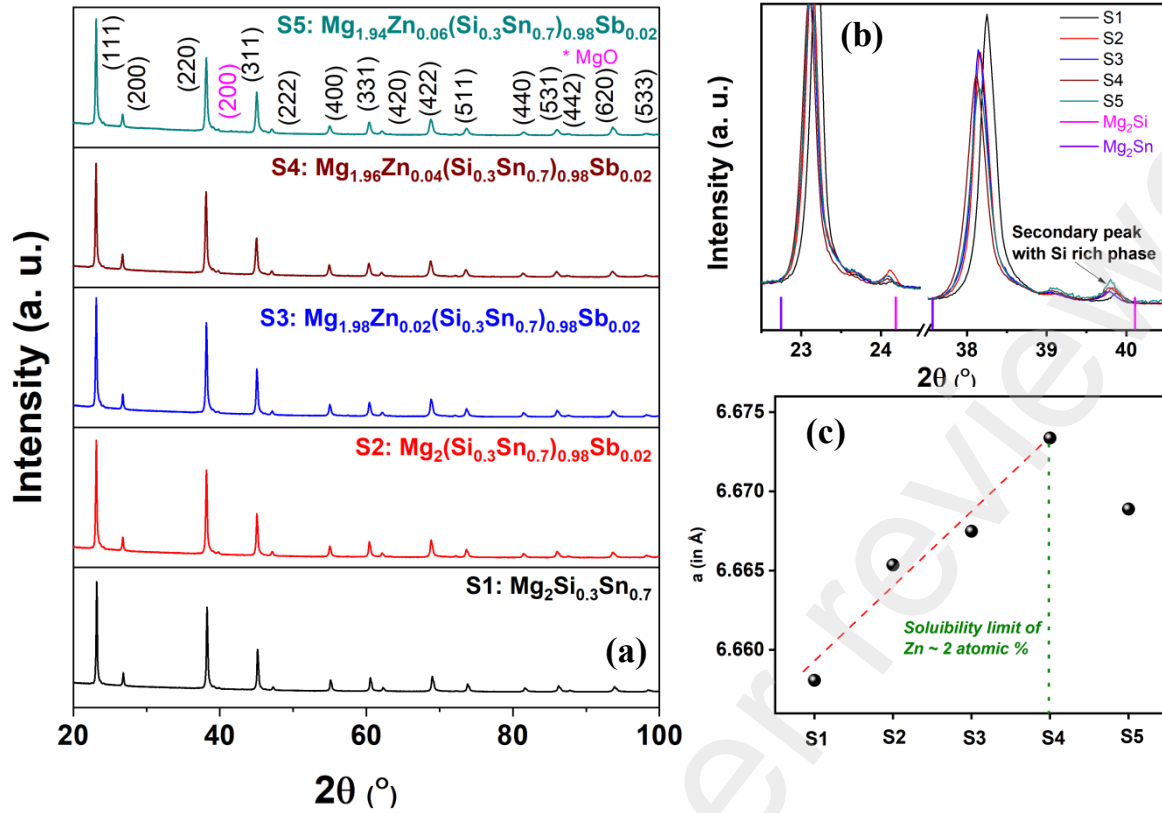 Intensity (a. u.)
S5: Mg1.94Zn0.06(Si0.3Sn0.7)0.98Sb0.02
* MgO
(111)
(200)
(220)
(200)
(311)
(222)
(400)
(331)
(420)
(422)
(511)
(440)
(531)
(442)
(620)
(533)
S4: Mg1.96Zn0.04(Si0.3Sn0.7)0.98Sb0.02
S3: Mg1.98Zn0.02(Si0.3Sn0.7)0.98Sb0.02
S2: Mg2(Si0.3Sn0.7)0.98Sb0.02
S1: Mg2Si0.3Sn0.7
(a)
20 40 60 80 100
2θ (°)
Intensity (a. u.)
(b)
S1
S2
S3
S4
S5
Mg2Si
Mg2Sn
Secondary peak
with Si rich phase
23 24 38 39 40
2θ (°)
(c)
a (in Å)
6.675
6.670
6.665
6.660
Soluibility limit of
Zn ~ 2 atomic %
S1 S2 S3 S4 S5
er review